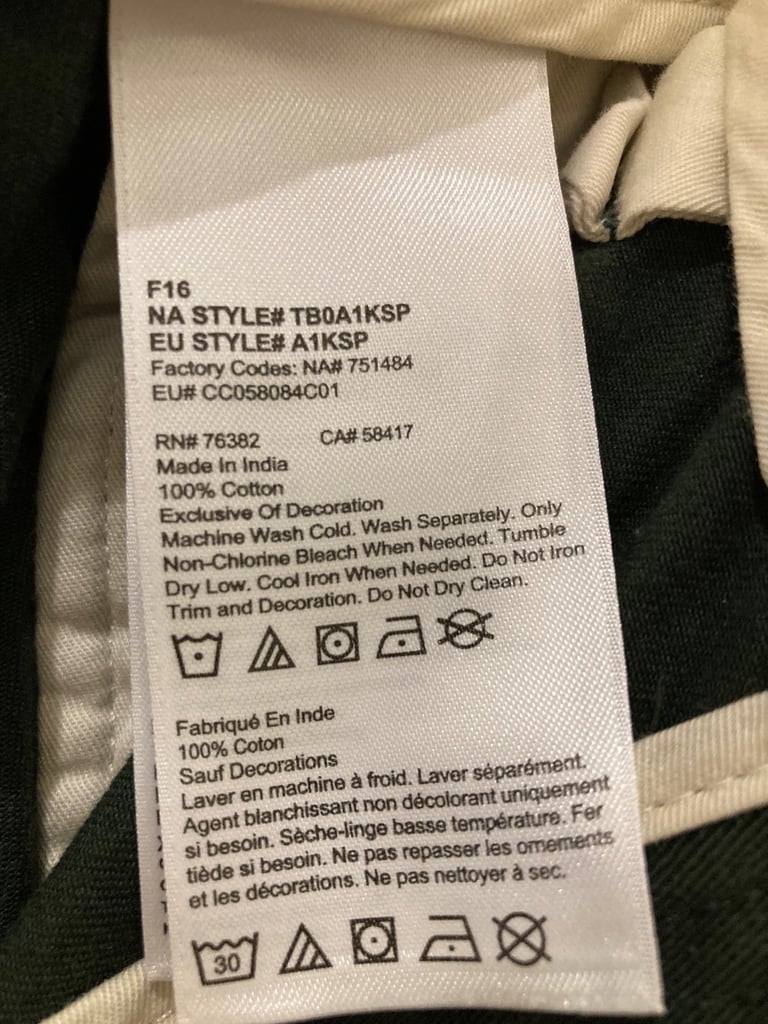 F16
NA STYLE# TB0A1KSP
EU STYLE# A1KSP
Factory Codes: NA# 751484
EU# CC058084C01
RN# 76382 CA# 58417
Made In India
100% Cotton
Exclusive Of Decoration
Machine Wash Cold. Wash Separately. Only
Non-Chlorine Bleach When Needed. Tumble
Dry Low. Cool Iron When Needed. Do Not Iron
Trim and Decoration. Do Not Dry Clean.
Fabriqué En Inde
100% Coton
Sauf Decorations
Laver en machine à froid. Laver séparément.
Agent blanchissant non décolorant uniquement
si besoin. Sèche-linge basse température. Fer
tiède si besoin. Ne pas repasser les ornements
et les décorations. Ne pas nettoyer à sec.
30